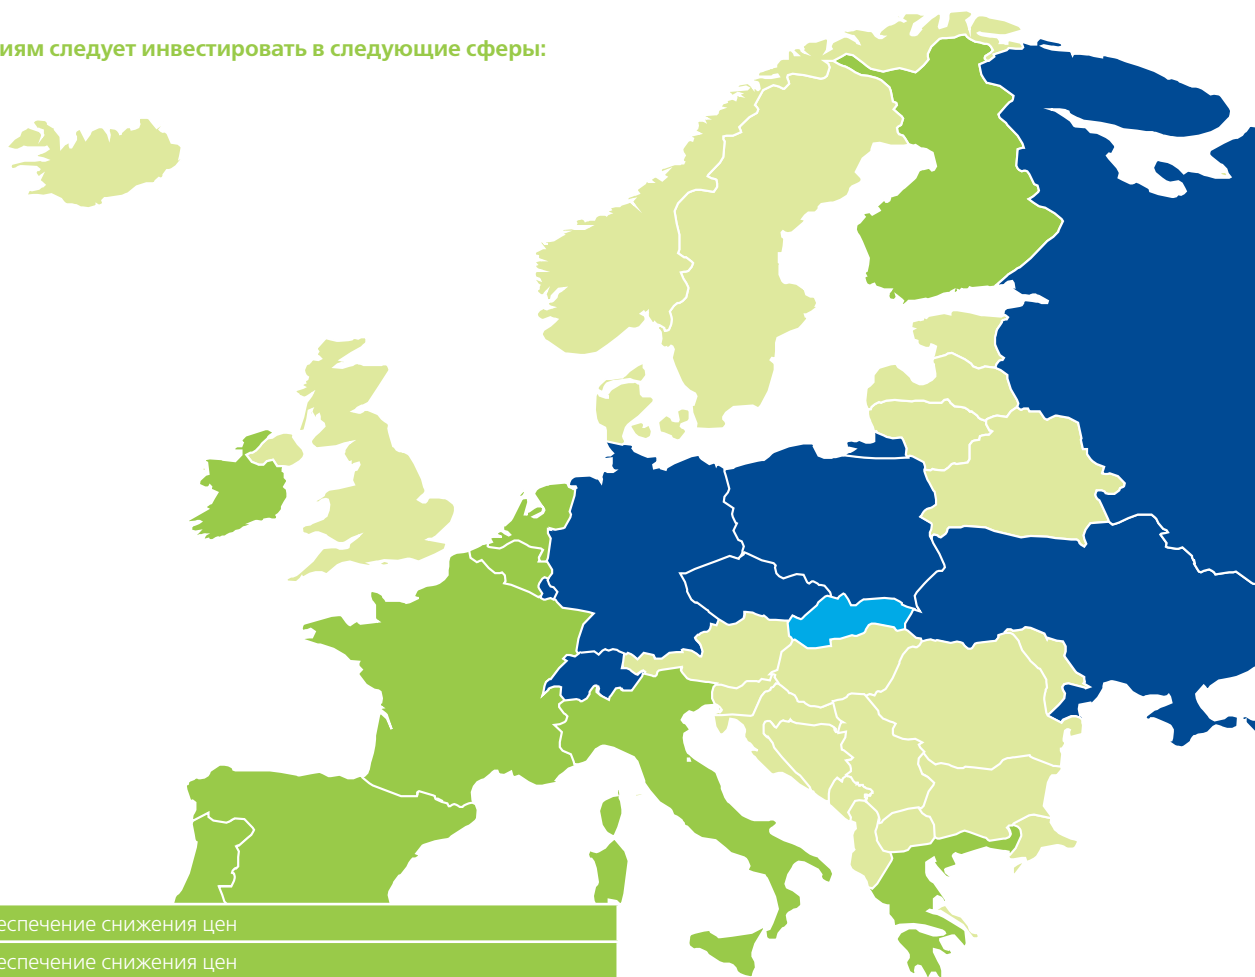 иям следует инвестировать в следующие сферы:
еспечение снижения цен
еспечение снижения цен